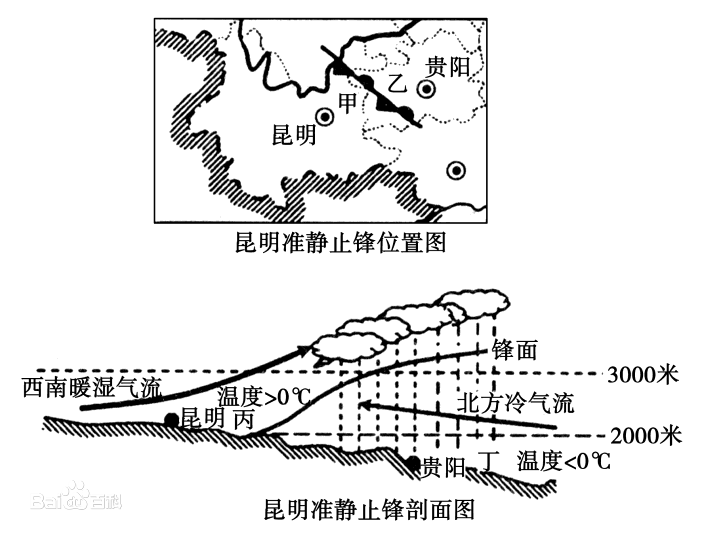 贵阳
乙
甲
昆明
昆明准静止锋位置图
锋面
3000米
西南暖湿气流
温度>0℃
北方冷气流
昆明 丙
2000米
贵阳 丁 温度<0℃
Bai百科
昆明准静止锋剖面图